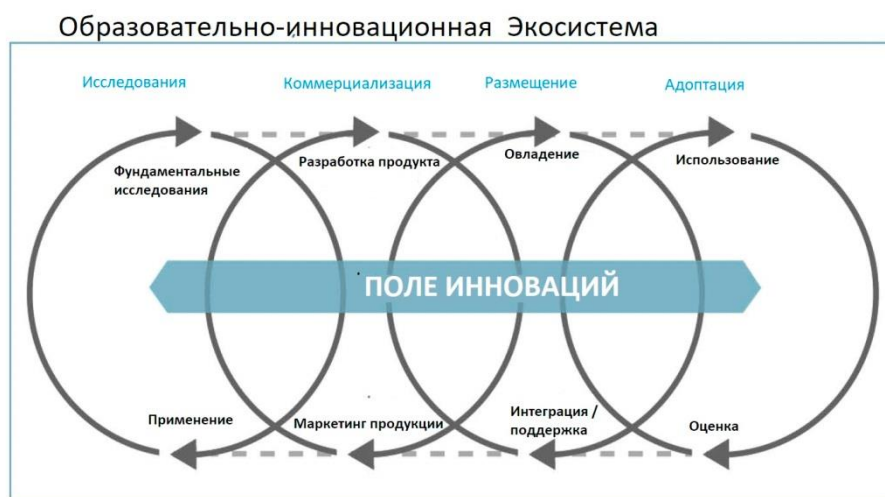 Образовательно-инновационная Экосистема
Исследования
Коммерциализация
Размещение
Адоптация
Фундаментальные
исследования
Разработка продукта
Овладение
Использование
ПОЛЕ ИННОВАЦИЙ
Применение
Маркетинг продукции
Интеграция /
поддержка
Оценка